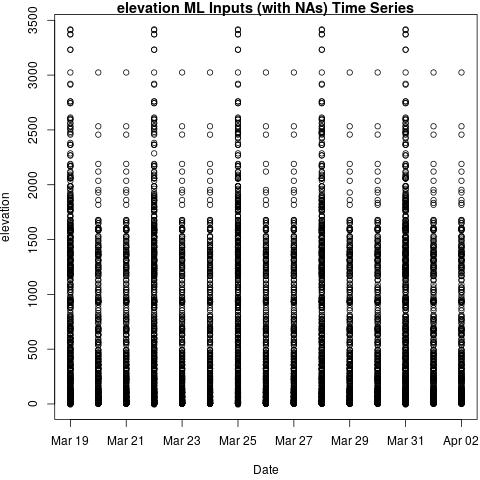 elevation ML Inputs (with NAs) Time Series
3500
3000
2500
2000
1500
1000
500
0
elevation
Mar 19 Mar 21 Mar 23 Mar 25 Mar 27 Mar 29 Mar 31 Apr 02
Date